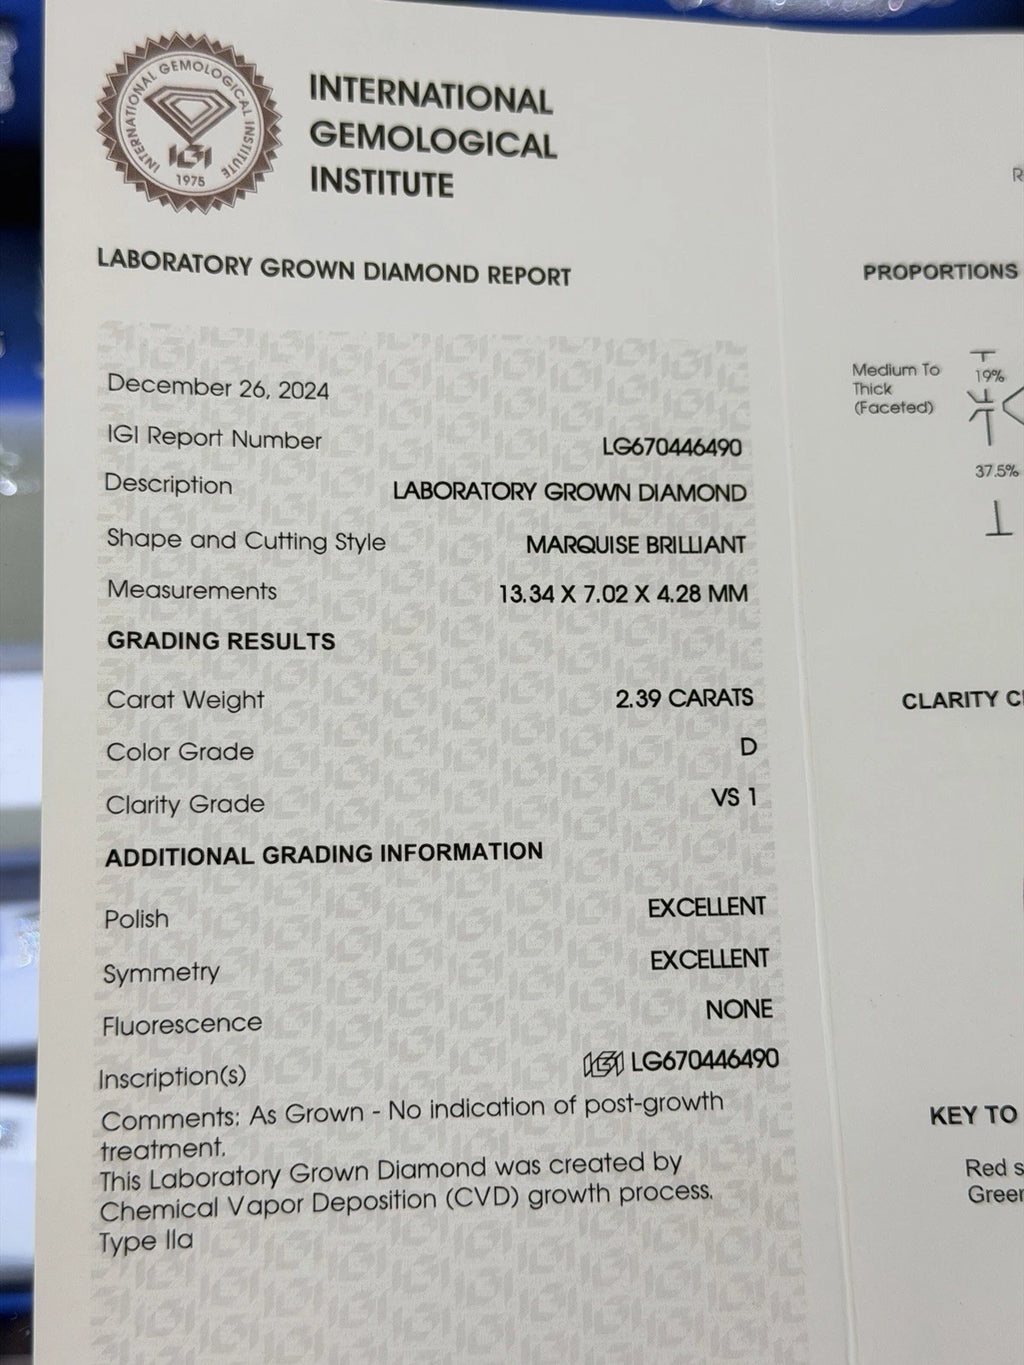 INTERNATIONAL GEMOLOGICAL INSTITUTE
IGI
1975
INTERNATIONAL
GEMOLOGICAL
INSTITUTE
LABORATORY GROWN DIAMOND REPORT
December 26, 2024
IGI Report Number LG670446490
Description LABORATORY GROWN DIAMOND
Shape and Cutting Style MARQUISE BRILLIANT
Measurements 13.34 X 7.02 X 4.28 MM
GRADING RESULTS
Carat Weight 2.39 CARATS
Color Grade D
Clarity Grade VS 1
ADDITIONAL GRADING INFORMATION
Polish EXCELLENT
Symmetry EXCELLENT
Fluorescence NONE
Inscription(s) IGI LG670446490
Comments: As Grown - No indication of post-growth
treatment.
This Laboratory Grown Diamond was created by
Chemical Vapor Deposition (CVD) growth process.
Type IIa
PROPORTIONS
Medium To
Thick
(Faceted)
19%
37.5%
CLARITY
KEY TO
Red